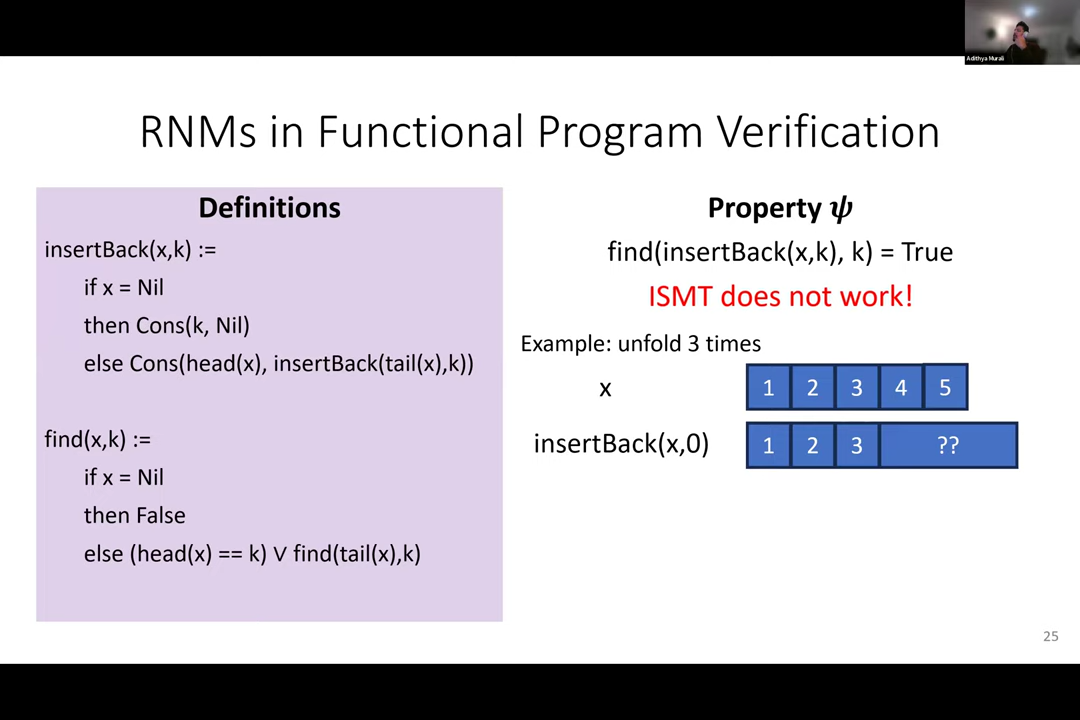 Adithya Murali
RNMs in Functional Program Verification
Definitions
insertBack(x,k) :=
if x = Nil
then Cons(k, Nil)
else Cons(head(x), insertBack(tail(x),k))
find(x,k) :=
if x = Nil
then False
else (head(x) == k) ∨ find(tail(x),k)
Property ψ
find(insertBack(x,k), k) = True
ISMT does not work!
Example: unfold 3 times
x 1 2 3 4 5
insertBack(x,0) 1 2 3 ??
25